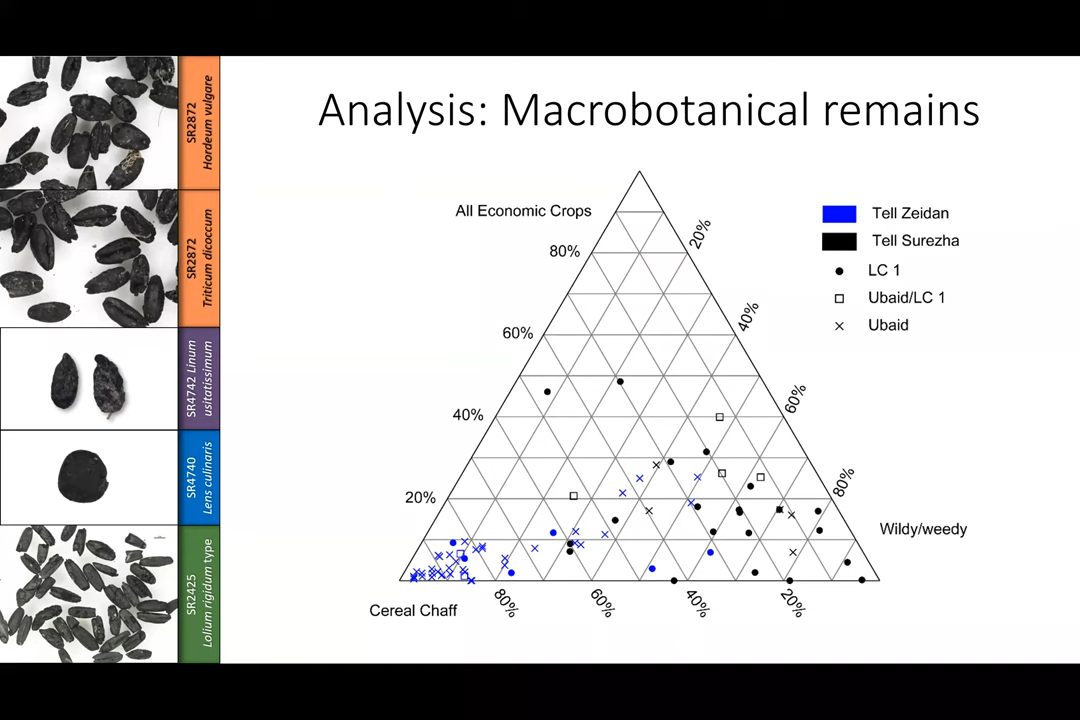 Analysis: Macrobotanical remains
SR2872
Hordeum vulgare
SR2872
Triticum dicoccum
SR4742 Linum
usitatissimum
SR4740
Lens culinaris
SR2425
Lolium rigidum type
All Economic Crops
80%
60%
40%
20%
20%
40%
60%
80%
Wildy/weedy
Cereal Chaff
80%
60%
40%
20%
Tell Zeidan
Tell Surezha
LC 1
Ubaid/LC 1
Ubaid